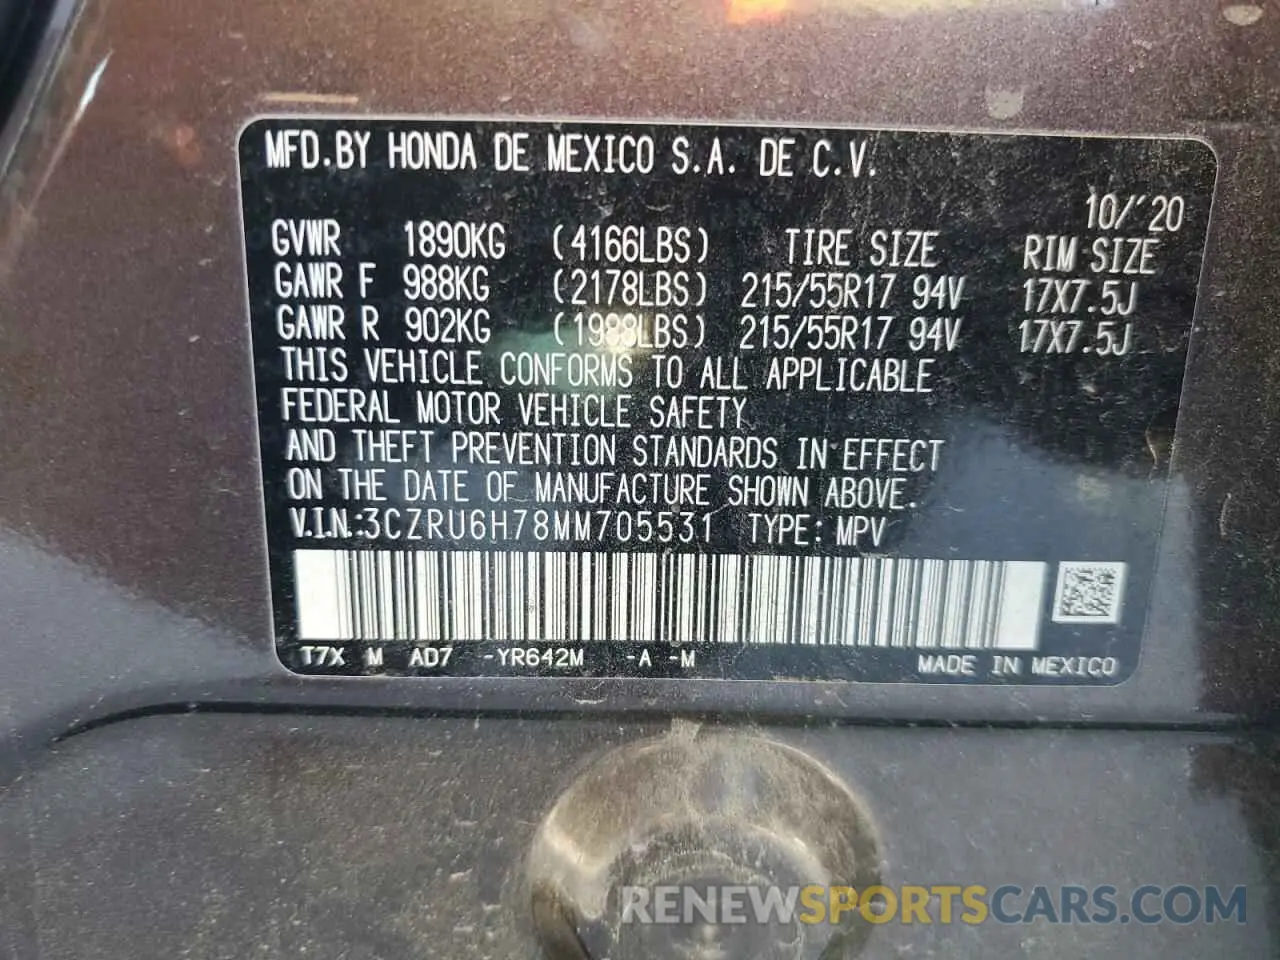 MFD.BY HONDA DE MEXICO S.A. DE C.V.
10/'20
GVWR 1890KG (4166LBS) TIRE SIZE RIM SIZE
GAWR F 988KG (2178LBS) 215/55R17 94V 17X7.5J
GAWR R 902KG (1988LBS) 215/55R17 94V 17X7.5J
THIS VEHICLE CONFORMS TO ALL APPLICABLE
FEDERAL MOTOR VEHICLE SAFETY
AND THEFT PREVENTION STANDARDS IN EFFECT
ON THE DATE OF MANUFACTURE SHOWN ABOVE.
V.I.N.:3CZRU6H78MM705531 TYPE: MPV
T7X M AD7 -YR642M -A -M
MADE IN MEXICO
RENEWSPORTSCARS.COM